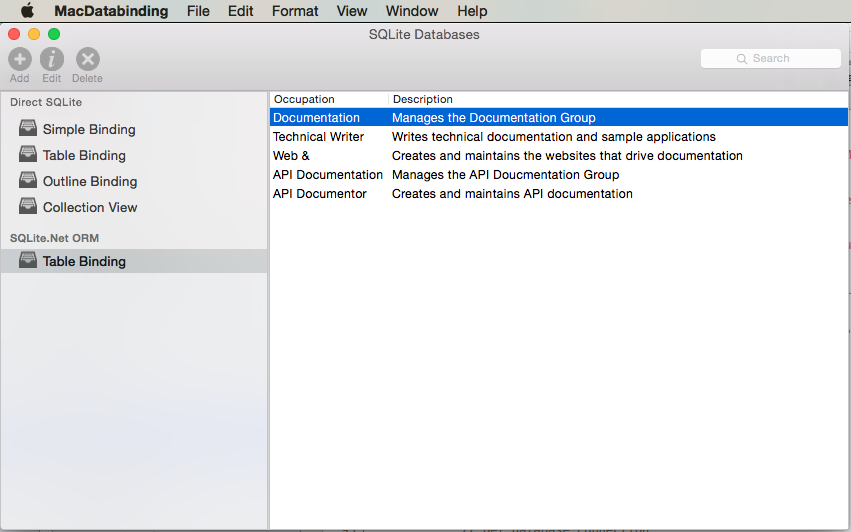 MacDatabinding File Edit Format View Window Help
SQLite Databases
Add Edit Delete
Search
Direct SQLite
Simple Binding
Table Binding
Outline Binding
Collection View
SQLite.Net ORM
Table Binding
Occupation Description
Documentation Manages the Documentation Group
Technical Writer Writes technical documentation and sample applications
Web & Creates and maintains the websites that drive documentation
API Documentation Manages the API Doucmentation Group
API Documentor Creates and maintains API documentation